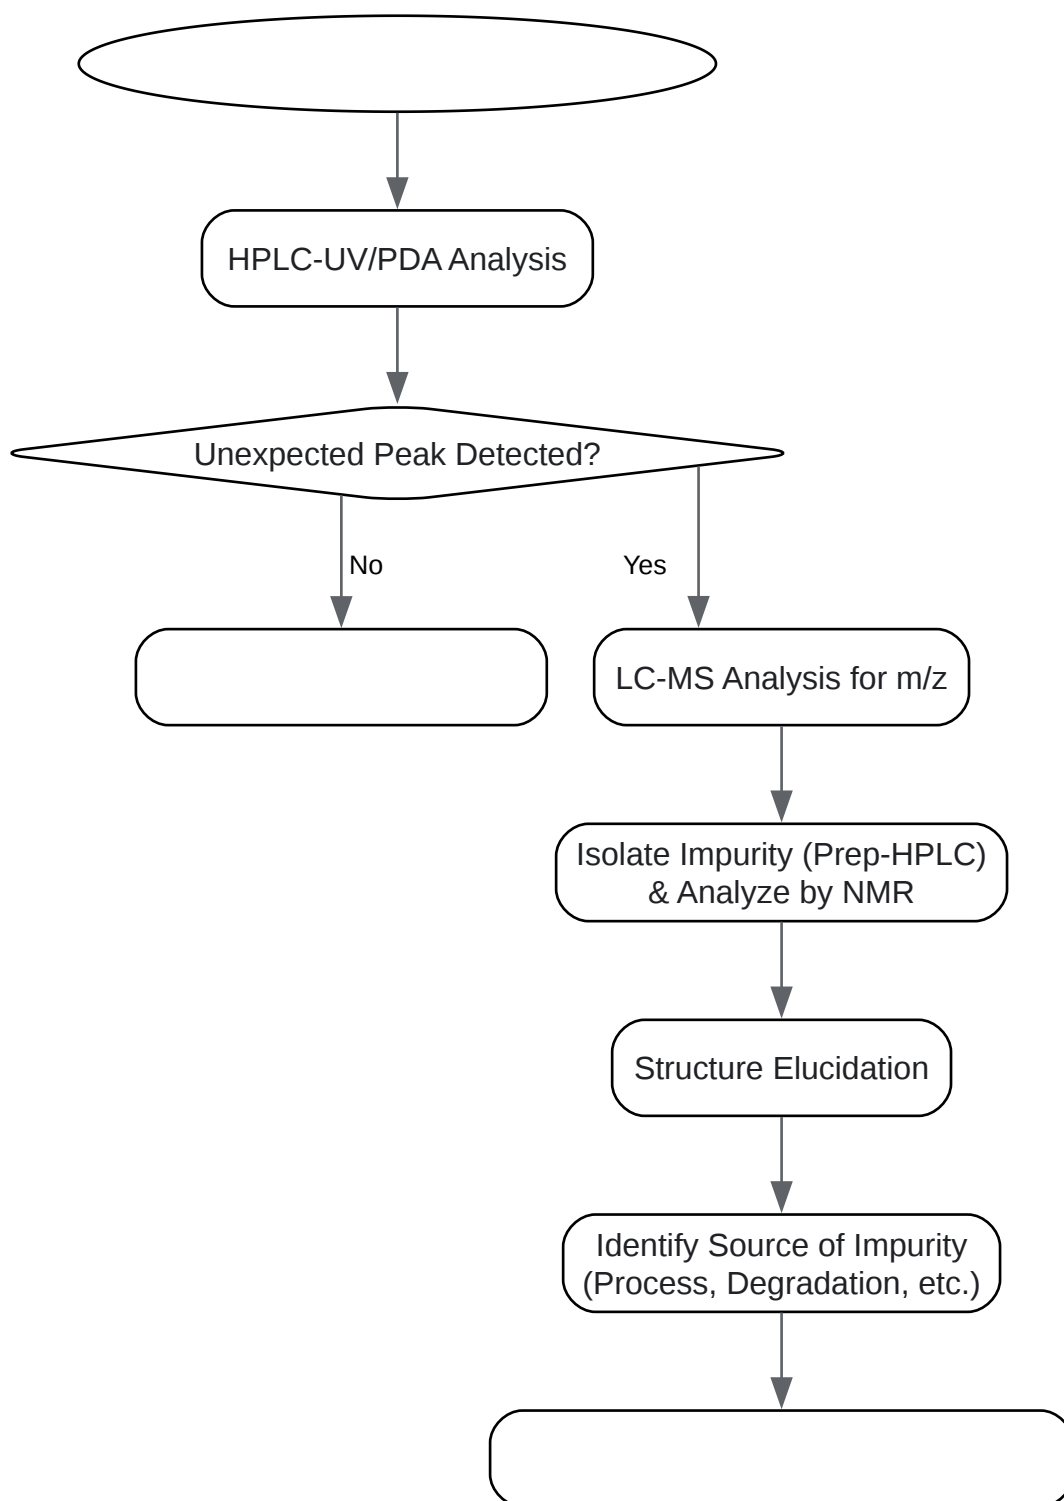 HPLC-UV/PDA Analysis
Unexpected Peak Detected?
No
Yes
LC-MS Analysis for m/z
Isolate Impurity (Prep-HPLC)
& Analyze by NMR
Structure Elucidation
Identify Source of Impurity
(Process, Degradation, etc.)